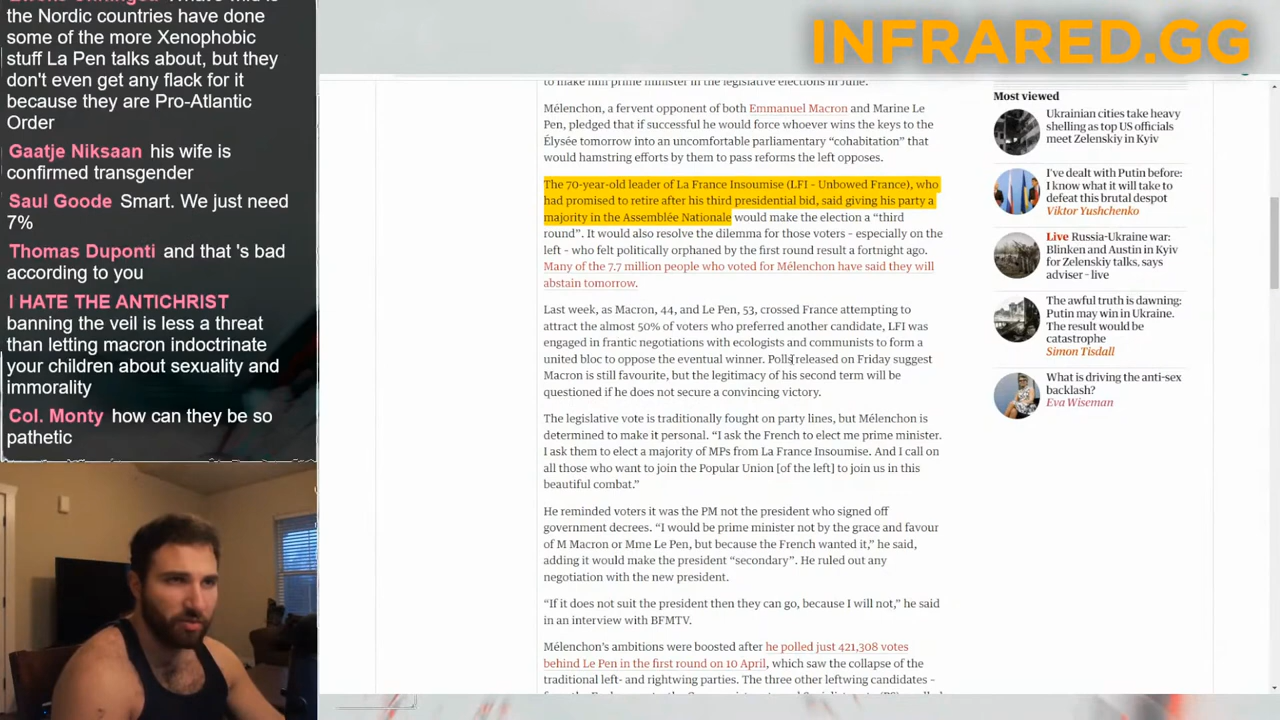 the Nordic countries have done
some of the more Xenophobic
stuff La Pen talks about, but they
don't even get any flack for it
because they are Pro-Atlantic
Order
Gaatje Niksaan his wife is
confirmed transgender
Saul Goode Smart. We just need
7%
Thomas Duponti and that 's bad
according to you
I HATE THE ANTICHRIST
banning the veil is less a threat
than letting macron indoctrinate
your children about sexuality and
immorality
Col. Monty how can they be so
pathetic
INFRARED.GG
to make him prime minister in the legislative elections in June.
Mélenchon, a fervent opponent of both Emmanuel Macron and Marine Le
Pen, pledged that if successful he would force whoever wins the keys to the
Élysée tomorrow into an uncomfortable parliamentary “cohabitation” that
would hamstring efforts by them to pass reforms the left opposes.
The 70-year-old leader of La France Insoumise (LFI – Unbowed France), who
had promised to retire after his third presidential bid, said giving his party a
majority in the Assemblée Nationale would make the election a “third
round”. It would also resolve the dilemma for those voters – especially on the
left – who felt politically orphaned by the first round result a fortnight ago.
Many of the 7.7 million people who voted for Mélenchon have said they will
abstain tomorrow.
Last week, as Macron, 44, and Le Pen, 53, crossed France attempting to
attract the almost 50% of voters who preferred another candidate, LFI was
engaged in frantic negotiations with ecologists and communists to form a
united bloc to oppose the eventual winner. Polls released on Friday suggest
Macron is still favourite, but the legitimacy of his second term will be
questioned if he does not secure a convincing victory.
The legislative vote is traditionally fought on party lines, but Mélenchon is
determined to make it personal. “I ask the French to elect me prime minister.
I ask them to elect a majority of MPs from La France Insoumise. And I call on
all those who want to join the Popular Union [of the left] to join us in this
beautiful combat.”
He reminded voters it was the PM not the president who signed off
government decrees. “I would be prime minister not by the grace and favour
of M Macron or Mme Le Pen, but because the French wanted it,” he said,
adding it would make the president “secondary”. He ruled out any
negotiation with the new president.
“If it does not suit the president then they can go, because I will not,” he said
in an interview with BFMTV.
Mélenchon’s ambitions were boosted after he polled just 421,308 votes
behind Le Pen in the first round on 10 April, which saw the collapse of the
traditional left- and rightwing parties. The three other leftwing candidates –
Most viewed
Ukrainian cities take heavy
shelling as top US officials
meet Zelenskiy in Kyiv
I’ve dealt with Putin before:
I know what it will take to
defeat this brutal despot
Viktor Yushchenko
Live Russia-Ukraine war:
Blinken and Austin in Kyiv
for Zelenskiy talks, says
adviser – live
The awful truth is dawning:
Putin may win in Ukraine.
The result would be
catastrophe
Simon Tisdall
What is driving the anti-sex
backlash?
Eva Wiseman